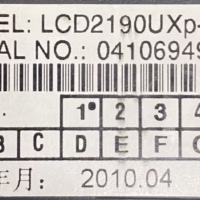 EL: LCD2190UXp-
AL NO.: 04106949
1 2 3 4
B C D E F G
年月: 2010.04